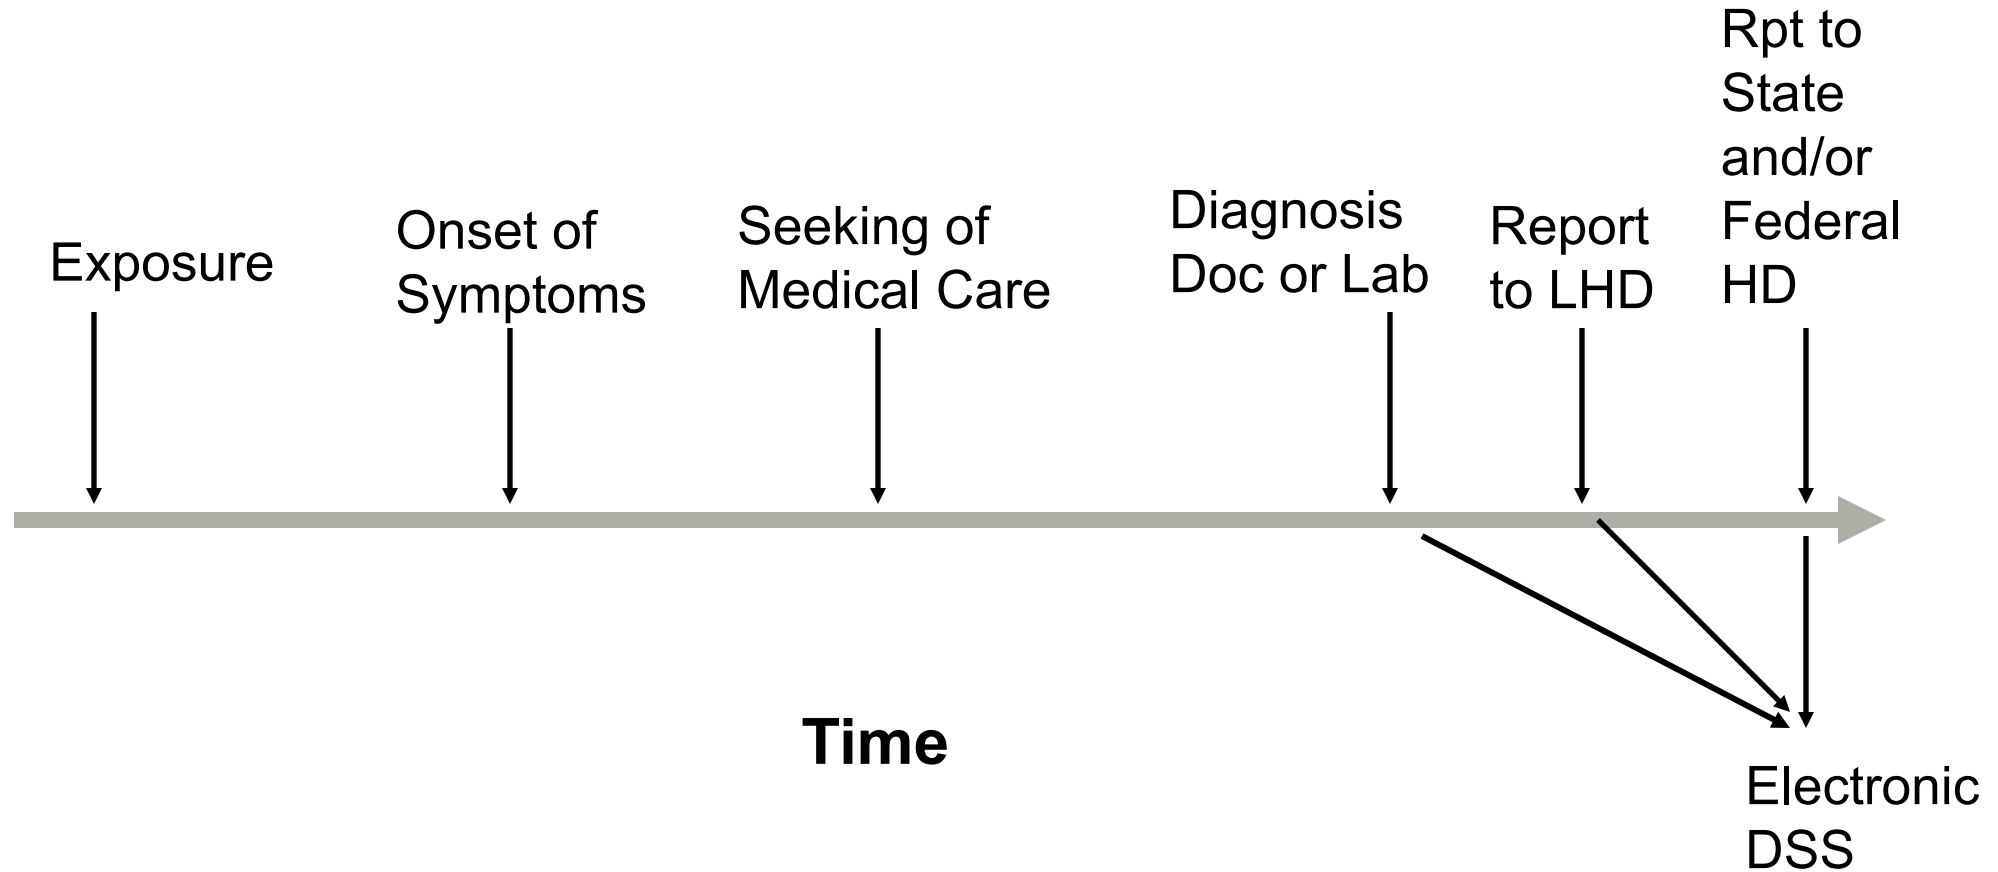 Exposure
Onset of
Symptoms
Seeking of
Medical Care
Diagnosis
Doc or Lab
Report
to LHD
Rpt to
State
and/or
Federal
HD
Time
Electronic
DSS